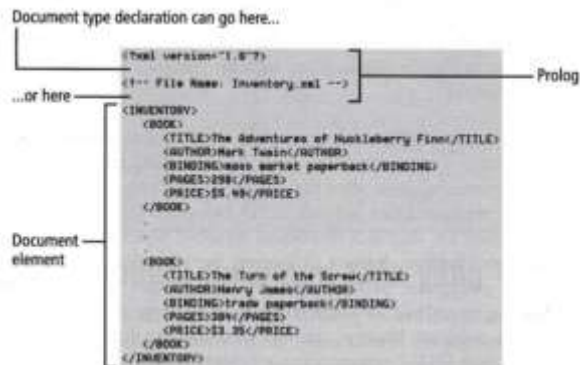 Document type declaration can go here...
<?xml version="1.0"?>
Prolog
<!-- File Name: Inventory.xml -->
...or here
<INVENTORY>
<BOOK>
<TITLE>The Adventures of Huckleberry Finn</TITLE>
<AUTHOR>Mark Twain</AUTHOR>
<BINDING>mass market paperback</BINDING>
<PAGES>298</PAGES>
<PRICE>$5.49</PRICE>
</BOOK>
.
.
.
Document
element
<BOOK>
<TITLE>The Turn of the Screw</TITLE>
<AUTHOR>Henry James</AUTHOR>
<BINDING>trade paperback</BINDING>
<PAGES>384</PAGES>
<PRICE>$3.35</PRICE>
</BOOK>
</INVENTORY>